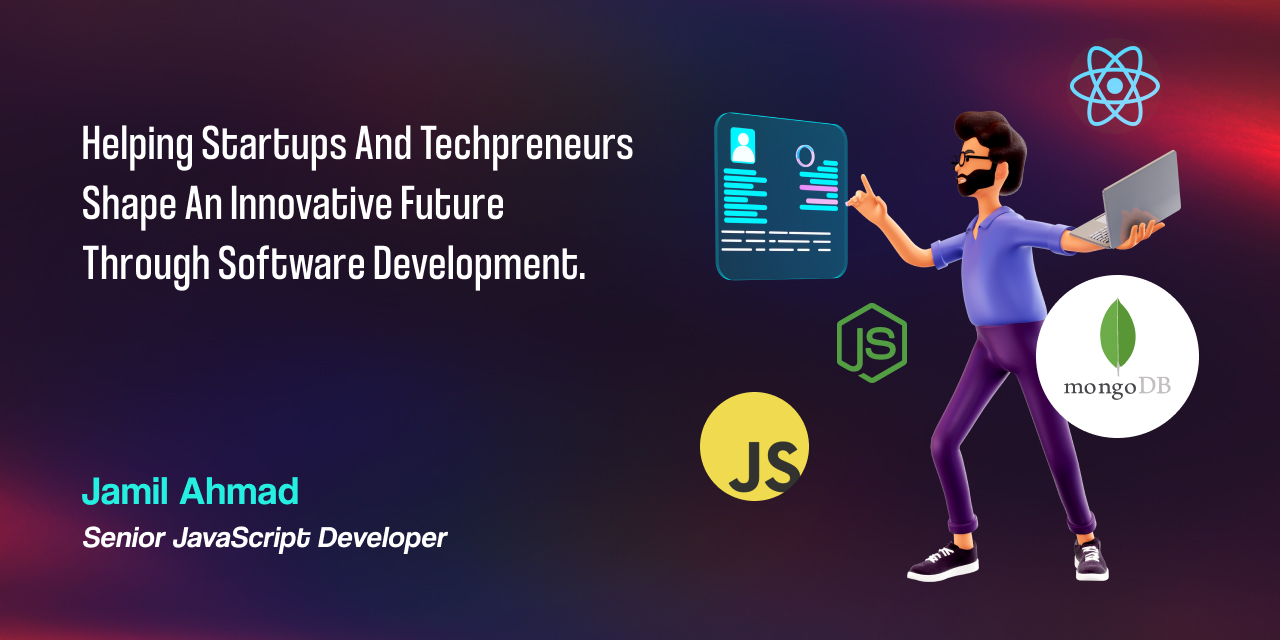 Helping Startups And Techpreneurs
Shape An Innovative Future
Through Software Development.
Jamil Ahmad
Senior JavaScript Developer
JS
JS
mongoDB